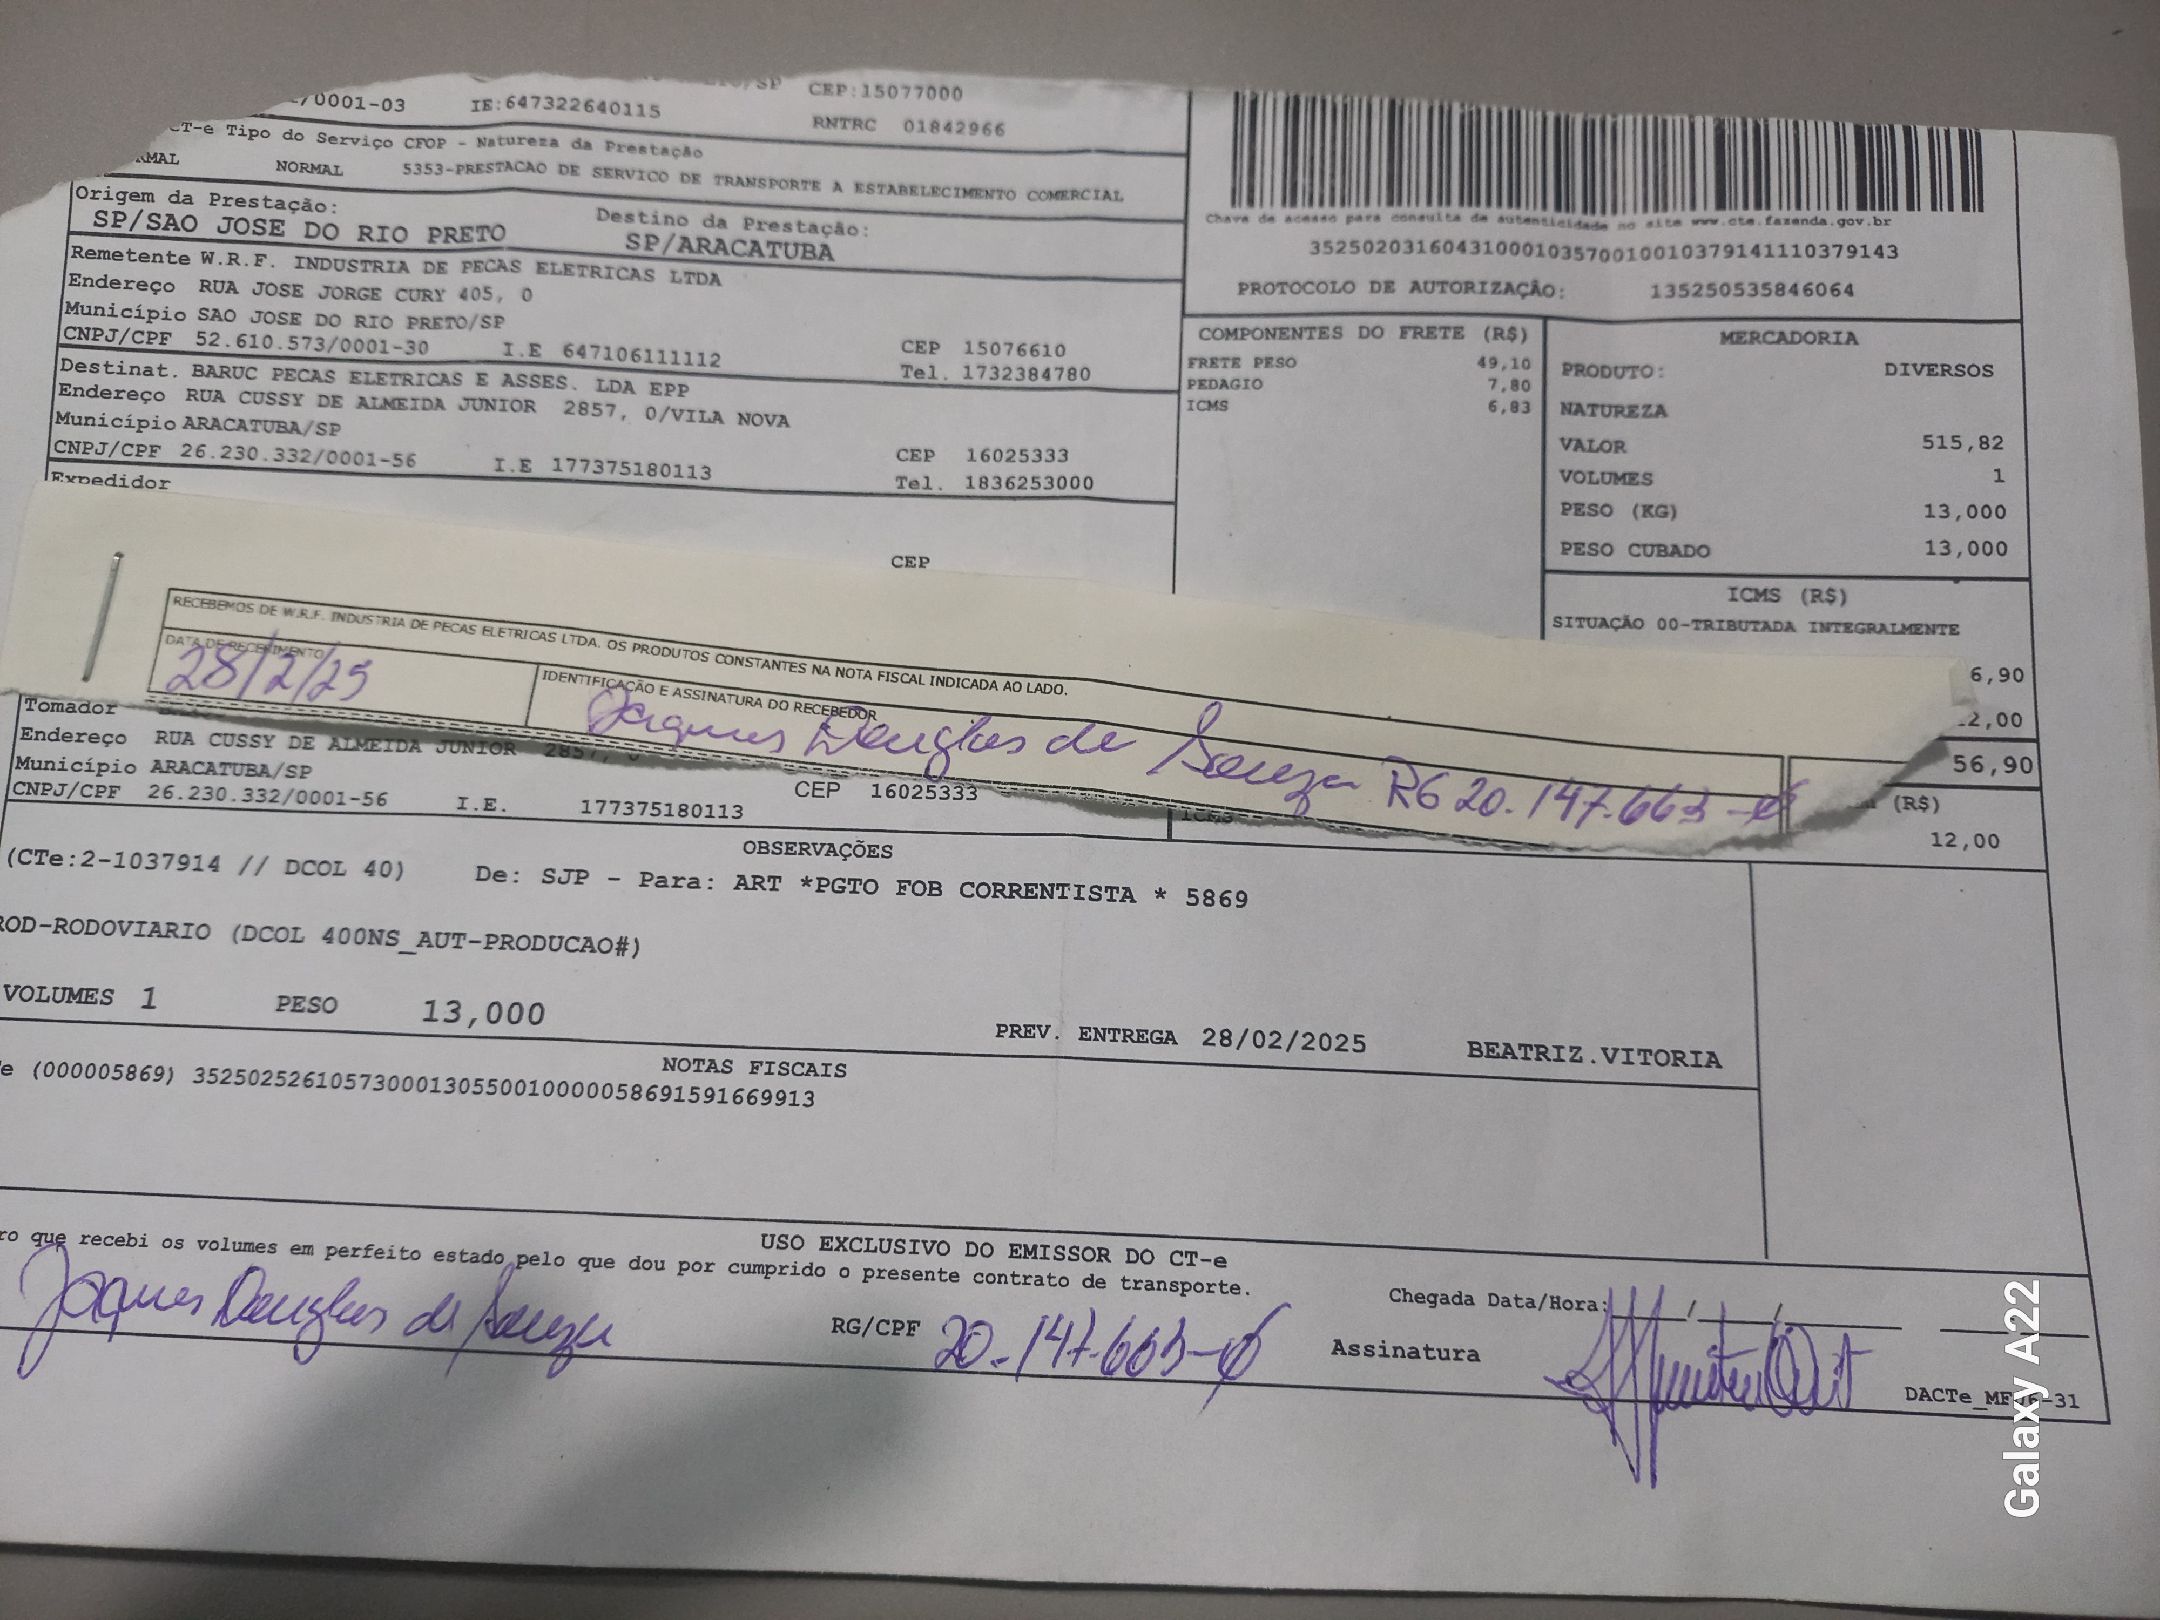 /0001-03 IE:647322640115 CEP:15077000
RNTRC 01842966
CT-e Tipo do Serviço CFOP - Natureza da Prestação
NORMAL 5353-PRESTACAO DE SERVICO DE TRANSPORTE A ESTABELECIMENTO COMERCIAL
Origem da Prestação: Destino da Prestação:
SP/SAO JOSE DO RIO PRETO SP/ARACATUBA
Remetente W.R.F. INDUSTRIA DE PECAS ELETRICAS LTDA
Endereço RUA JOSE JORGE CURY 405, 0
Município SAO JOSE DO RIO PRETO/SP CEP 15076610
CNPJ/CPF 52.610.573/0001-30 I.E 647106111112 Tel. 1732384780
Destinat. BARUC PECAS ELETRICAS E ASSES. LDA EPP
Endereço RUA CUSSY DE ALMEIDA JUNIOR 2857, 0/VILA NOVA
Município ARACATUBA/SP CEP 16025333
CNPJ/CPF 26.230.332/0001-56 I.E 177375180113 Tel. 1836253000
Expedidor
CEP
Chave de acesso para consulta de autenticidade no site www.cte.fazenda.gov.br
35250203160431000103570010010379141110379143
PROTOCOLO DE AUTORIZAÇÃO: 135250535846064
COMPONENTES DO FRETE (R$)
FRETE PESO 49,10
PEDAGIO 7,80
ICMS 6,83
MERCADORIA
PRODUTO: DIVERSOS
NATUREZA
VALOR 515,82
VOLUMES 1
PESO (KG) 13,000
PESO CUBADO 13,000
ICMS (R$)
SITUAÇÃO 00-TRIBUTADA INTEGRALMENTE
6,90
2,00
56,90
(R$)
12,00
RECEBEMOS DE W.R.F. INDUSTRIA DE PECAS ELETRICAS LTDA. OS PRODUTOS CONSTANTES NA NOTA FISCAL INDICADA AO LADO.
DATA DE RECEBIMENTO IDENTIFICAÇÃO E ASSINATURA DO RECEBEDOR
28/2/25 Jaques Douglas de Souza RG 20.147.663-0
Tomador
Endereço RUA CUSSY DE ALMEIDA JUNIOR 2857,
Município ARACATUBA/SP CEP 16025333
CNPJ/CPF 26.230.332/0001-56 I.E. 177375180113
ICMS
OBSERVAÇÕES
(CTe:2-1037914 // DCOL 40) De: SJP - Para: ART *PGTO FOB CORRENTISTA * 5869
ROD-RODOVIARIO (DCOL 400NS_AUT-PRODUCAO#)
VOLUMES 1 PESO 13,000 PREV. ENTREGA 28/02/2025 BEATRIZ.VITORIA
NOTAS FISCAIS
e (000005869) 35250252610573000130550010000058691591669913
USO EXCLUSIVO DO EMISSOR DO CT-e
ro que recebi os volumes em perfeito estado pelo que dou por cumprido o presente contrato de transporte.
Chegada Data/Hora: / /
Jaques Douglas de Souza RG/CPF 20.147.663-0 Assinatura
DACTe_
-31
Galaxy A22